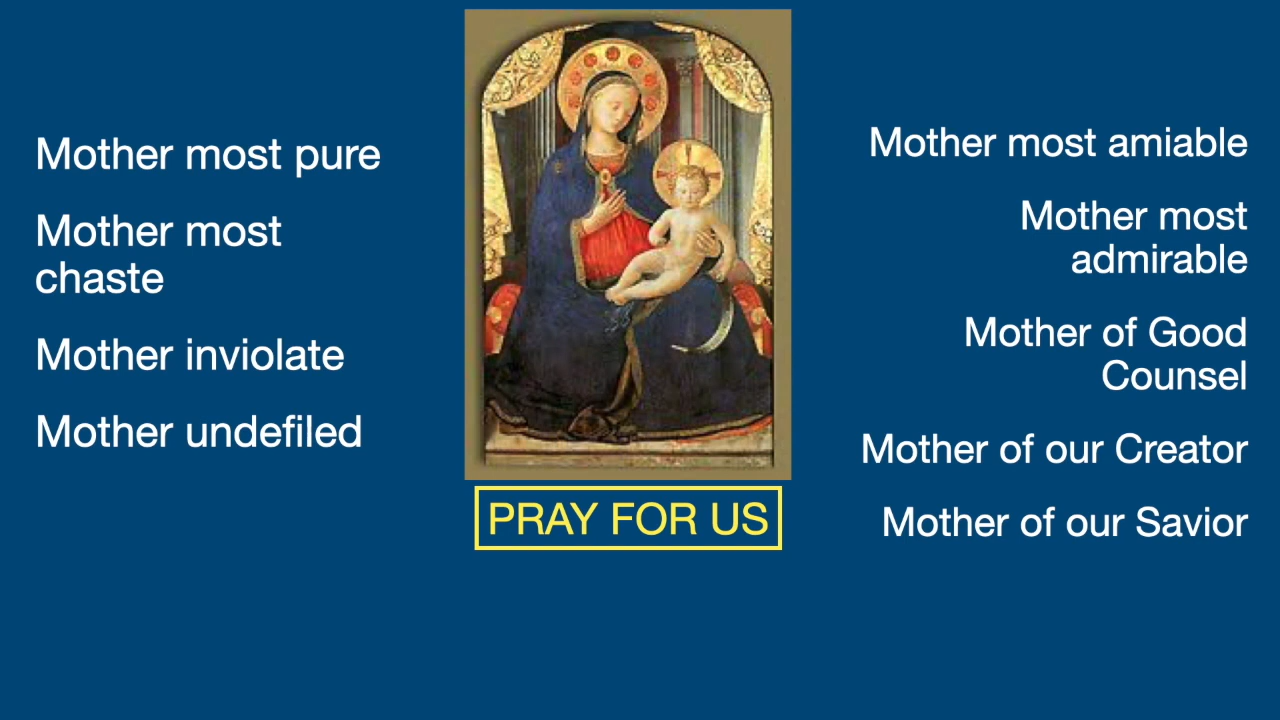 Mother most pure
Mother most
chaste
Mother inviolate
Mother undefiled
PRAY FOR US
Mother most amiable
Mother most
admirable
Mother of Good
Counsel
Mother of our Creator
Mother of our Savior